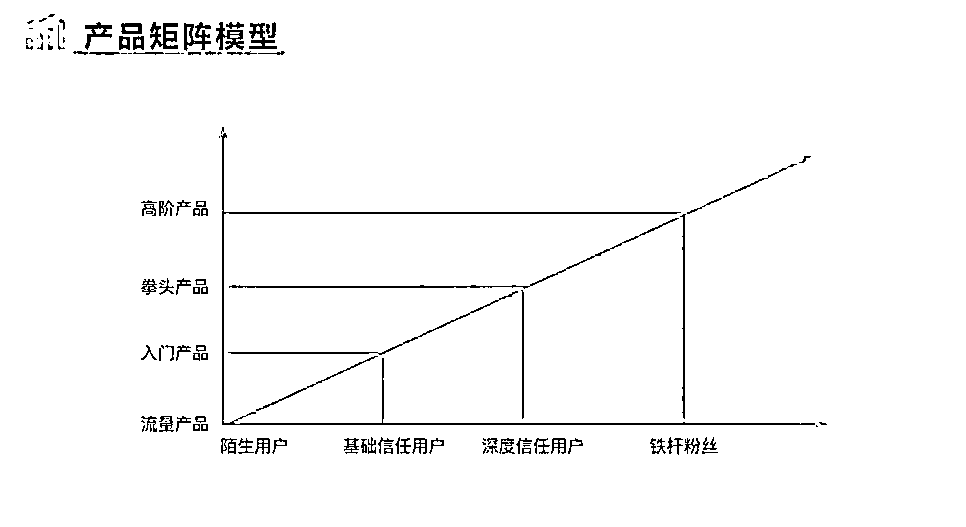 产品矩阵模型
高阶产品
拳头产品
入门产品
流量产品
陌生用户 基础信任用户 深度信任用户 铁杆粉丝